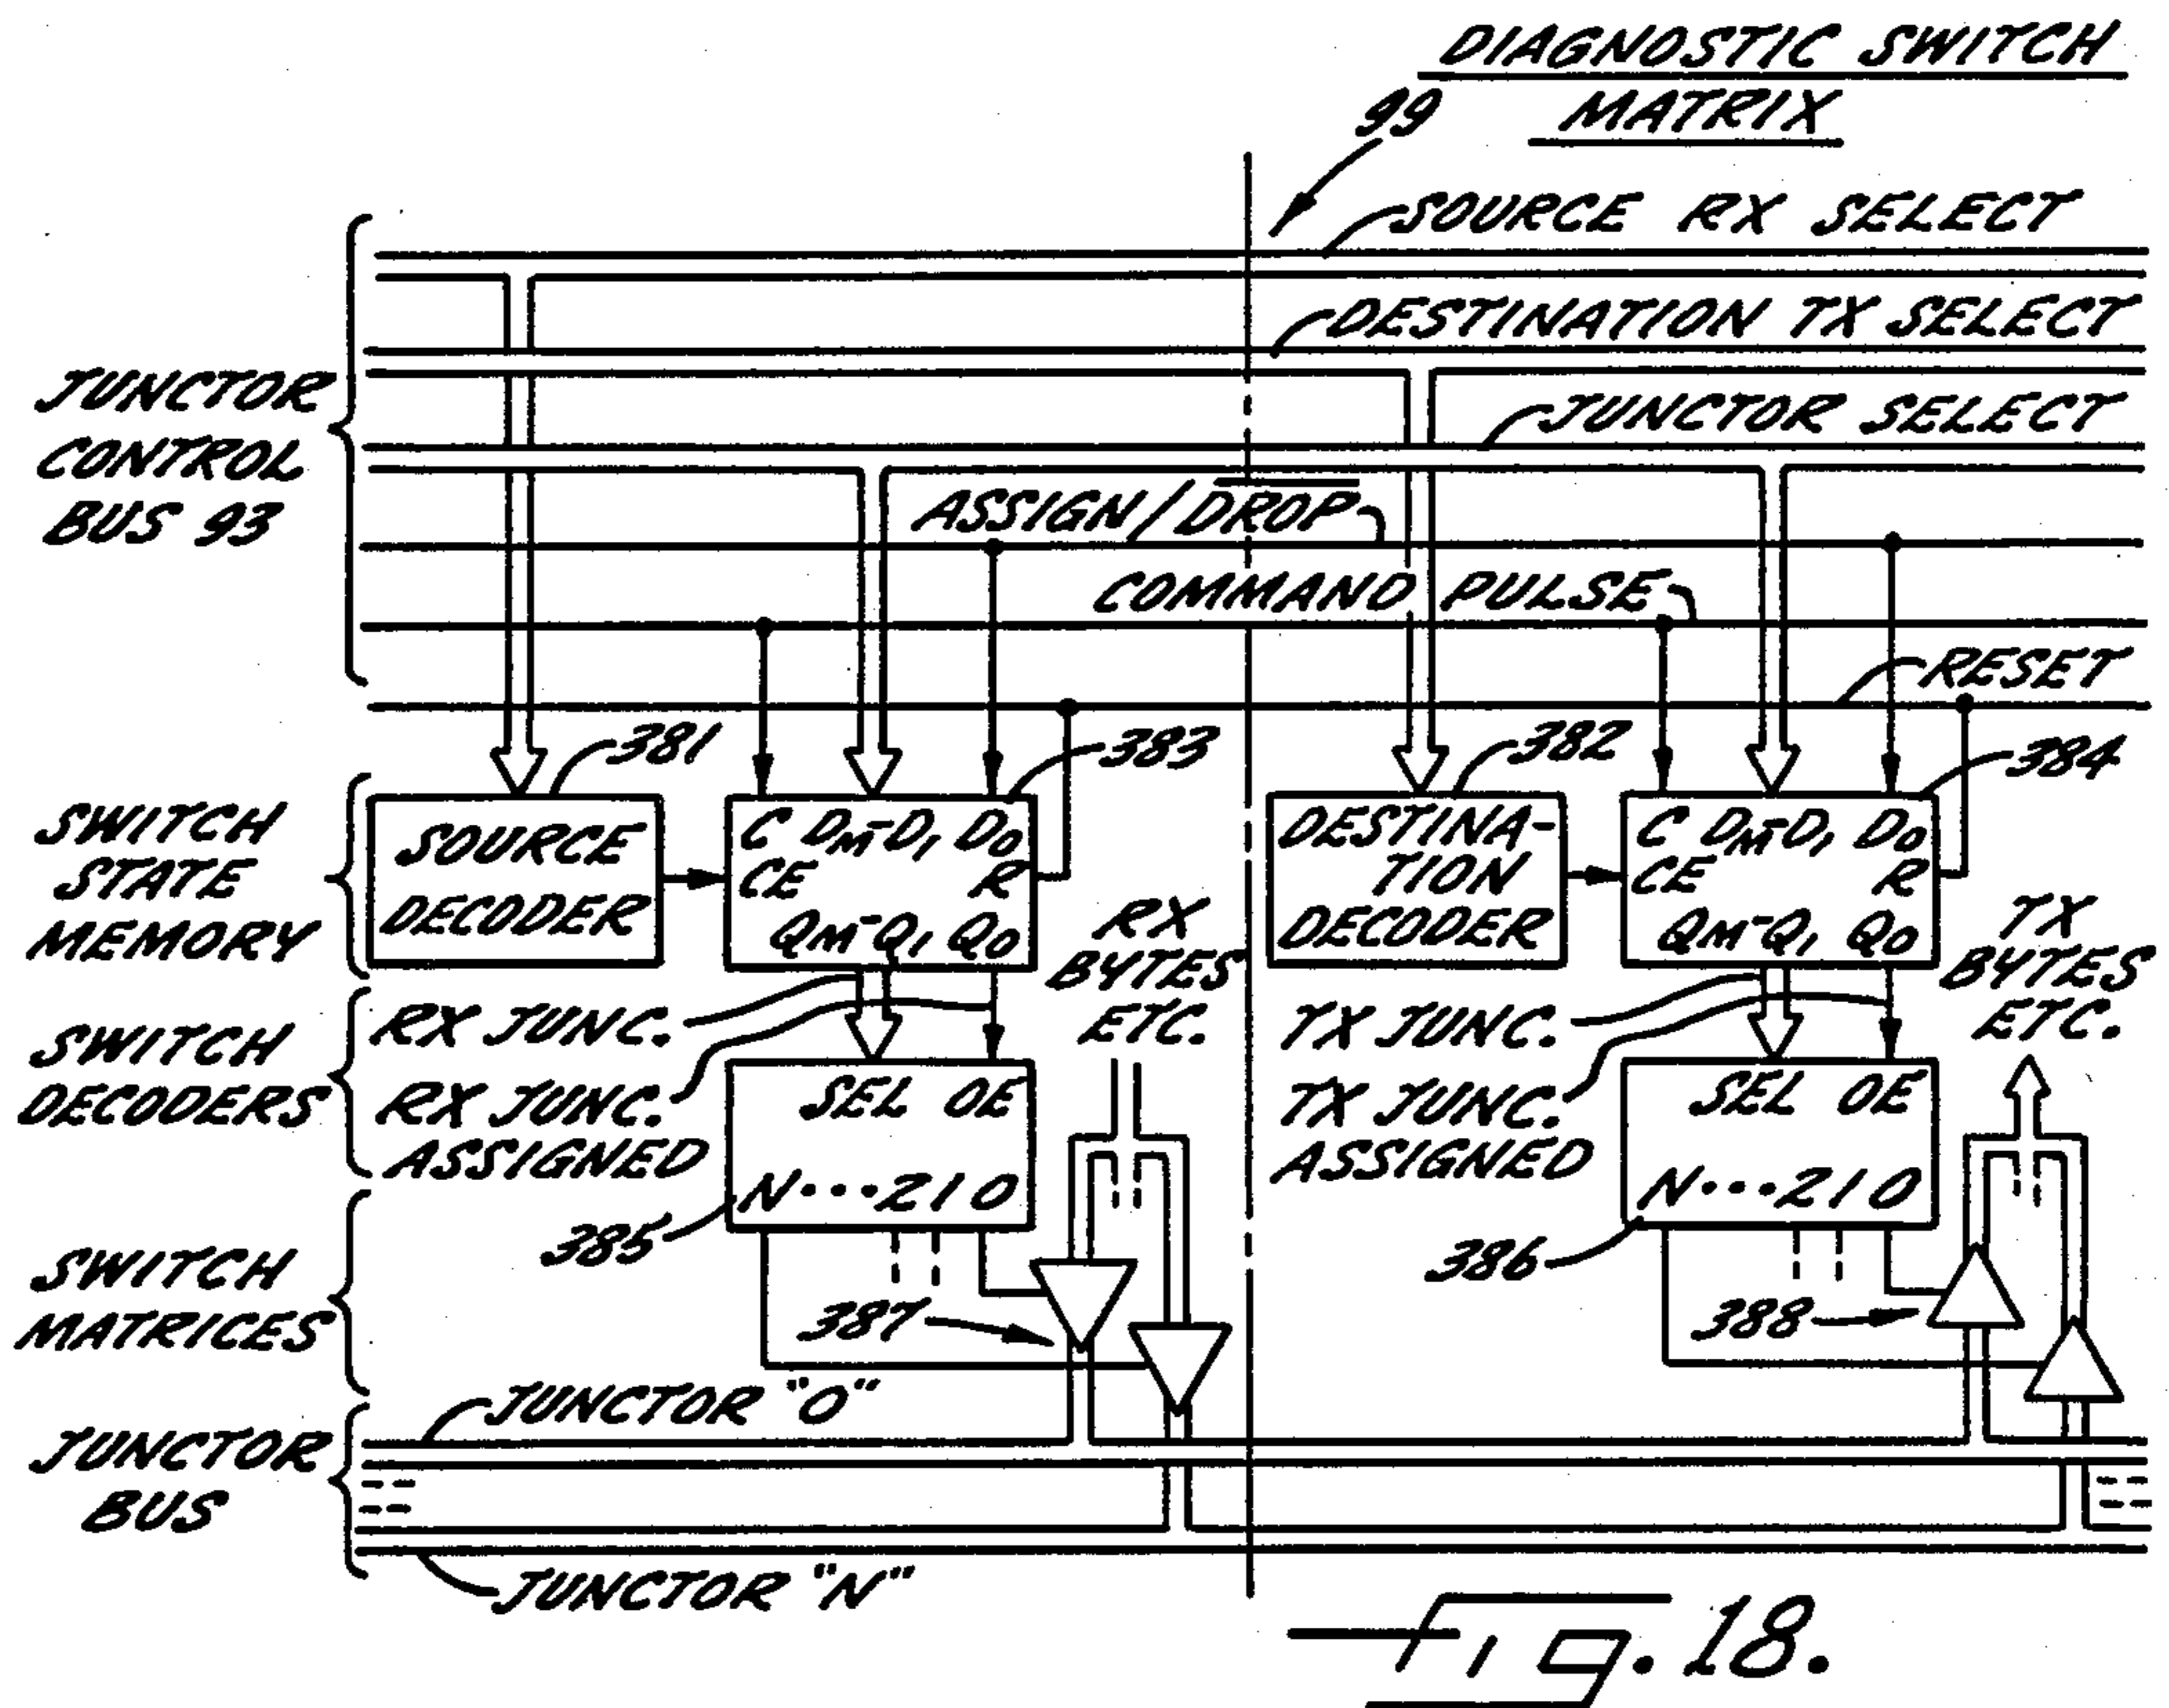 DIAGNOSTIC SWITCH
MATRIX
99
SOURCE RX SELECT
DESTINATION TX SELECT
JUNCTOR SELECT
JUNCTOR
CONTROL
BUS 93
ASSIGN/DROP
COMMAND PULSE
RESET
381
383
382
384
SWITCH
STATE
MEMORY
SOURCE
DECODER
C DM-D1 D0
CE R
QM-Q1 Q0
RX
BYTES
ETC.
DESTINA-
TION
DECODER
C DM-D1 D0
CE R
QM-Q1 Q0
TX
BYTES
ETC.
SWITCH
DECODERS
RX JUNC.
RX JUNC.
ASSIGNED
SEL OE
N...210
385
TX JUNC.
TX JUNC.
ASSIGNED
SEL OE
N...210
386
SWITCH
MATRICES
387
388
JUNCTOR "O"
JUNCTOR
BUS
JUNCTOR "N"
Fig. 18.